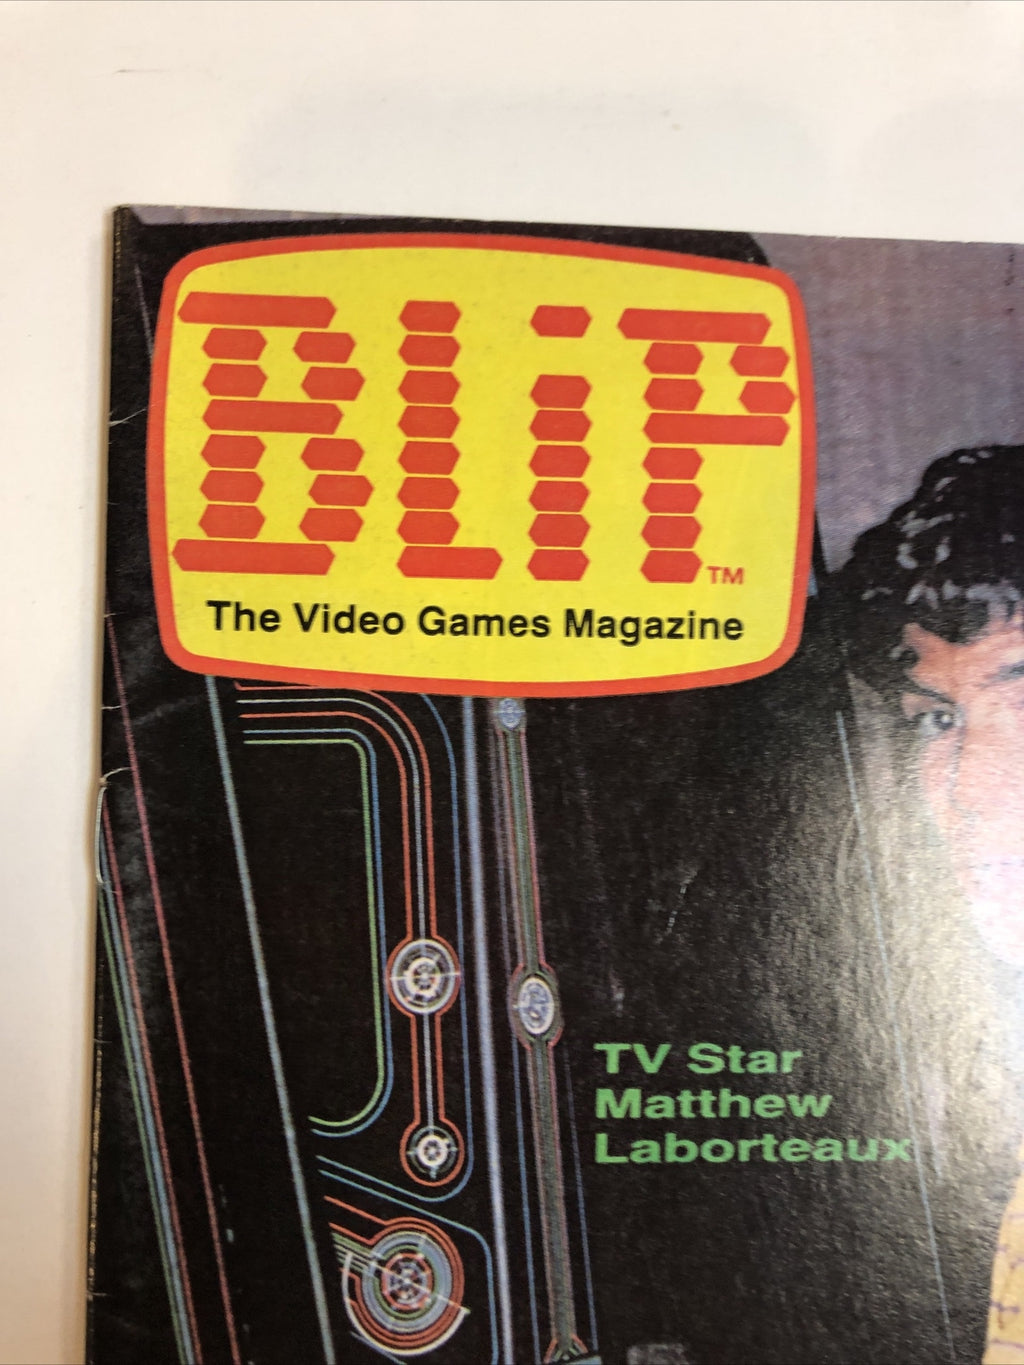 BLiP TM
The Video Games Magazine
TV Star
Matthew
Laborteaux